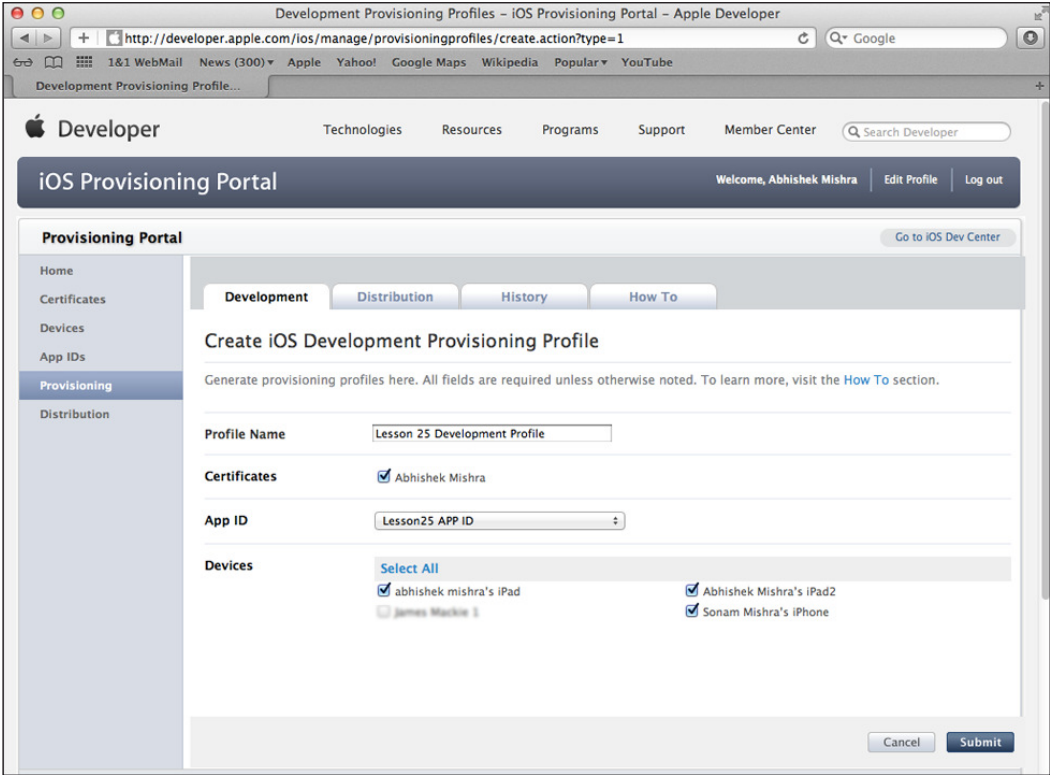 Development Provisioning Profiles – iOS Provisioning Portal – Apple Developer
http://developer.apple.com/ios/manage/provisioningprofiles/create.action?type=1
Google
1&1 WebMail News (300) Apple Yahoo! Google Maps Wikipedia Popular YouTube
Development Provisioning Profile...
Developer Technologies Resources Programs Support Member Center Search Developer
iOS Provisioning Portal Welcome, Abhishek Mishra Edit Profile Log out
Provisioning Portal Go to iOS Dev Center
Home
Certificates
Devices
App IDs
Provisioning
Distribution
Development Distribution History How To
Create iOS Development Provisioning Profile
Generate provisioning profiles here. All fields are required unless otherwise noted. To learn more, visit the How To section.
Profile Name Lesson 25 Development Profile
Certificates Abhishek Mishra
App ID Lesson25 APP ID
Devices Select All
abhishek mishra's iPad Abhishek Mishra's iPad2
Sonam Mishra's iPhone
Cancel Submit